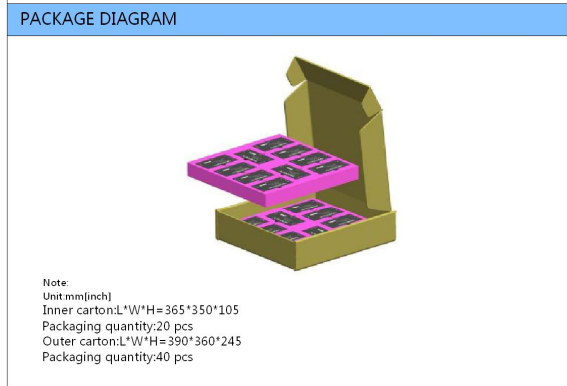 PACKAGE DIAGRAM
Note:
Unit:mm[inch]
Inner carton:L*W*H=365*350*105
Packaging quantity:20 pcs
Outer carton:L*W*H=390*360*245
Packaging quantity:40 pcs